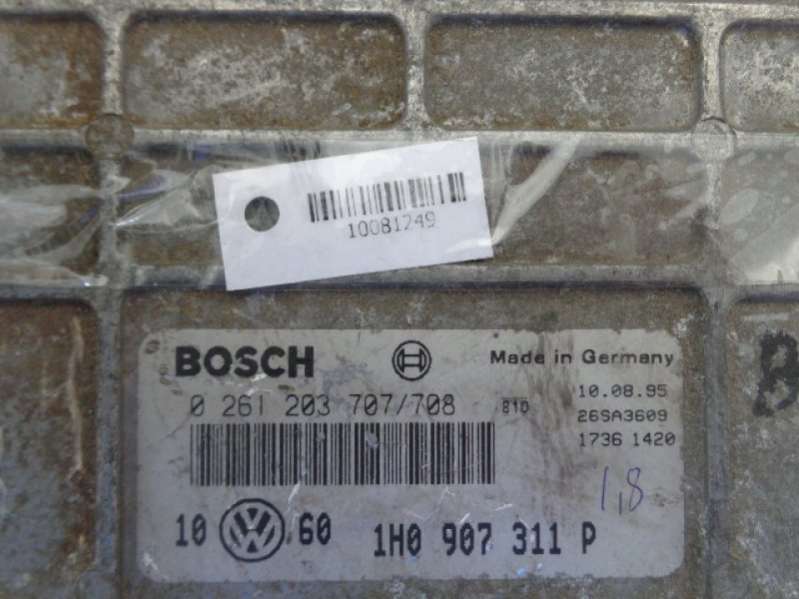 10081249
BOSCH
Made in Germany
0 261 203 707/708 81D
10.08.95
26SA3609
1736 1420
1,8
10 60 1H0 907 311 P
B